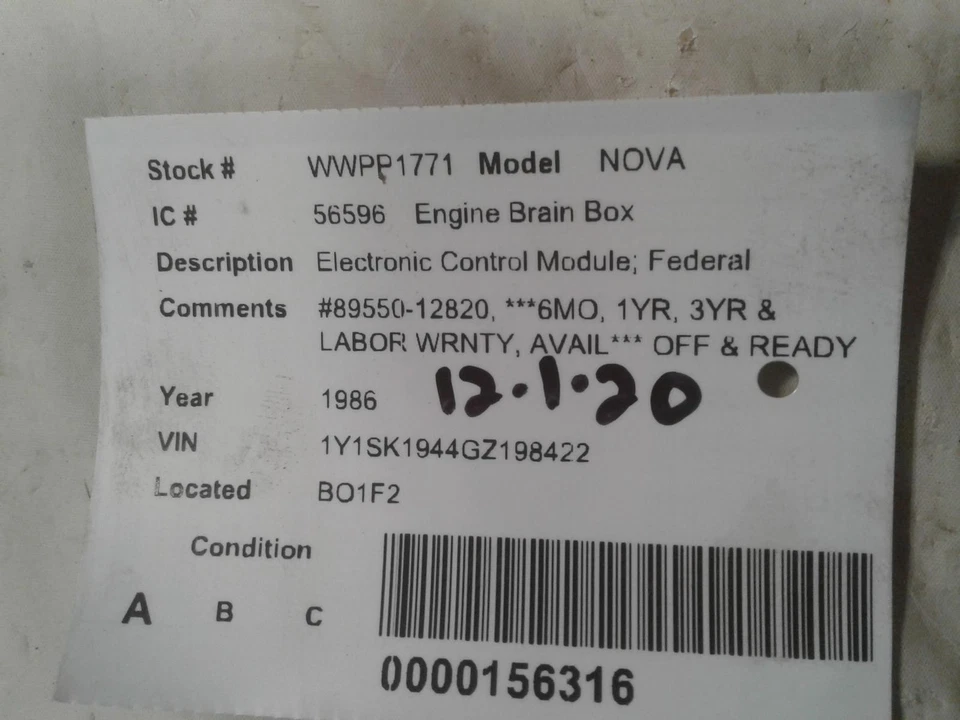 Stock # WWPP1771 Model NOVA
IC # 56596 Engine Brain Box
Description Electronic Control Module; Federal
Comments #89550-12820, ***6MO, 1YR, 3YR &
LABOR WRNTY, AVAIL*** OFF & READY
12.1.20
Year 1986
VIN 1Y1SK1944GZ198422
Located BO1F2
Condition
A B C
0000156316